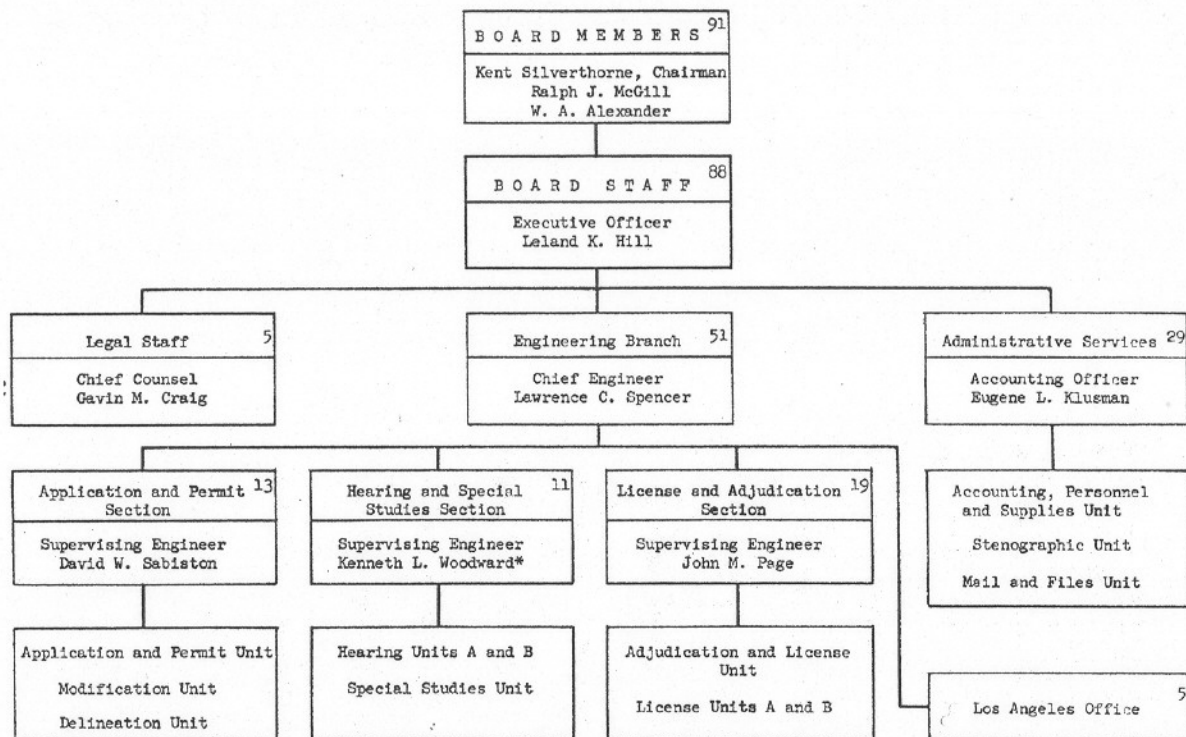 BOARD MEMBERS 91
Kent Silverthorne, Chairman
Ralph J. McGill
W. A. Alexander
BOARD STAFF 88
Executive Officer
Leland K. Hill
Legal Staff 5
Chief Counsel
Gavin M. Craig
Engineering Branch 51
Chief Engineer
Lawrence C. Spencer
Administrative Services 29
Accounting Officer
Eugene L. Klusman
Application and Permit 13
Section
Supervising Engineer
David W. Sabiston
Hearing and Special 11
Studies Section
Supervising Engineer
Kenneth L. Woodward*
License and Adjudication 19
Section
Supervising Engineer
John M. Page
Accounting, Personnel
and Supplies Unit
Stenographic Unit
Mail and Files Unit
Application and Permit Unit
Modification Unit
Delineation Unit
Hearing Units A and B
Special Studies Unit
Adjudication and License
Unit
License Units A and B
Los Angeles Office 5